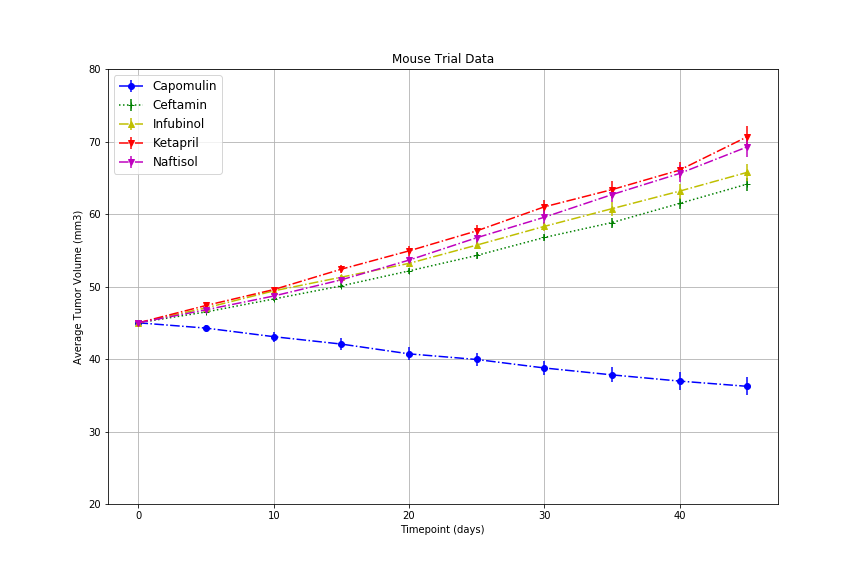 Mouse Trial Data
80
70
60
50
40
30
20
Average Tumor Volume (mm3)
Capomulin
Ceftamin
Infubinol
Ketapril
Naftisol
0 10 20 30 40
Timepoint (days)